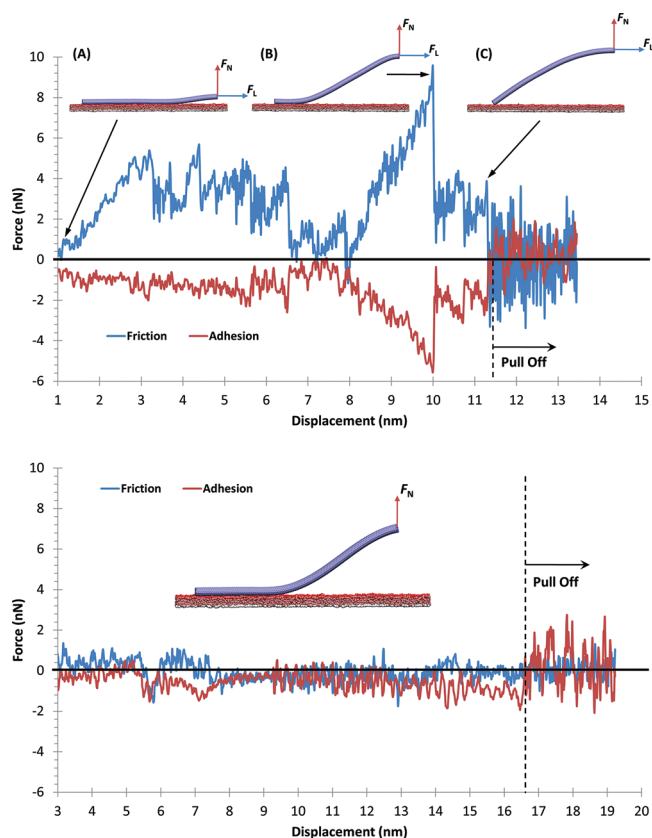 (A) (B) (C)
F_N F_N F_N
F_L F_L F_L
Force (nN)
10
8
6
4
2
0
-2
-4
-6
Friction Adhesion
Pull Off
1 2 3 4 5 6 7 8 9 10 11 12 13 14 15
Displacement (nm)
Force (nN)
10
8
6
4
2
0
-2
-4
-6
Friction Adhesion
F_N
Pull Off
3 4 5 6 7 8 9 10 11 12 13 14 15 16 17 18 19 20
Displacement (nm)